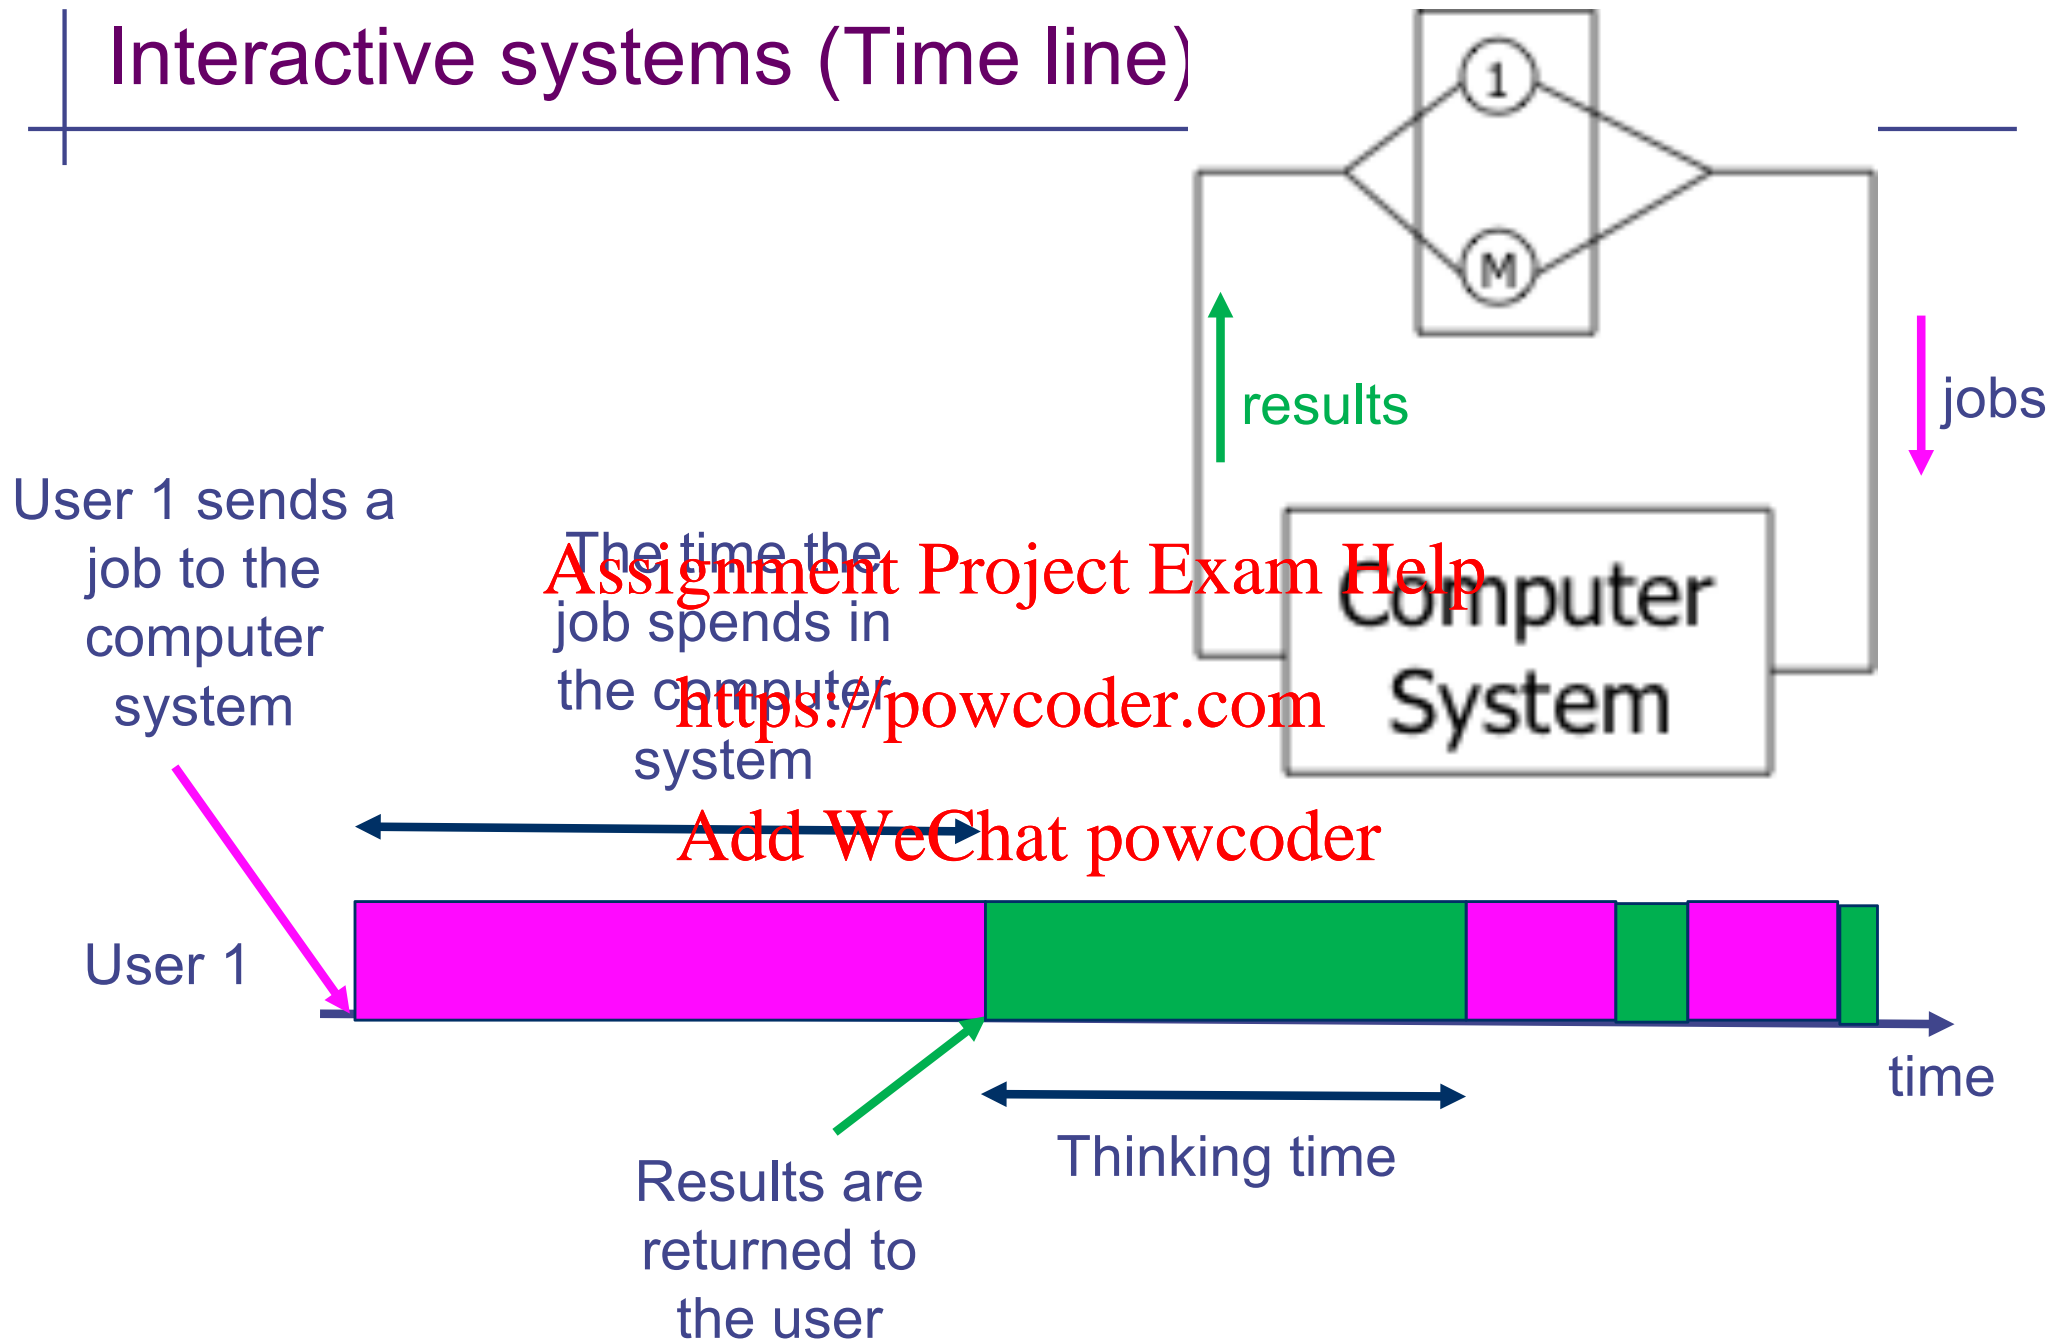 Interactive systems (Time line)
1
M
results
jobs
User 1 sends a
job to the
computer
system
The time the
job spends in
the computer
system
Computer
System
Assignment Project Exam Help
https://powcoder.com
Add WeChat powcoder
User 1
time
Thinking time
Results are
returned to
the user